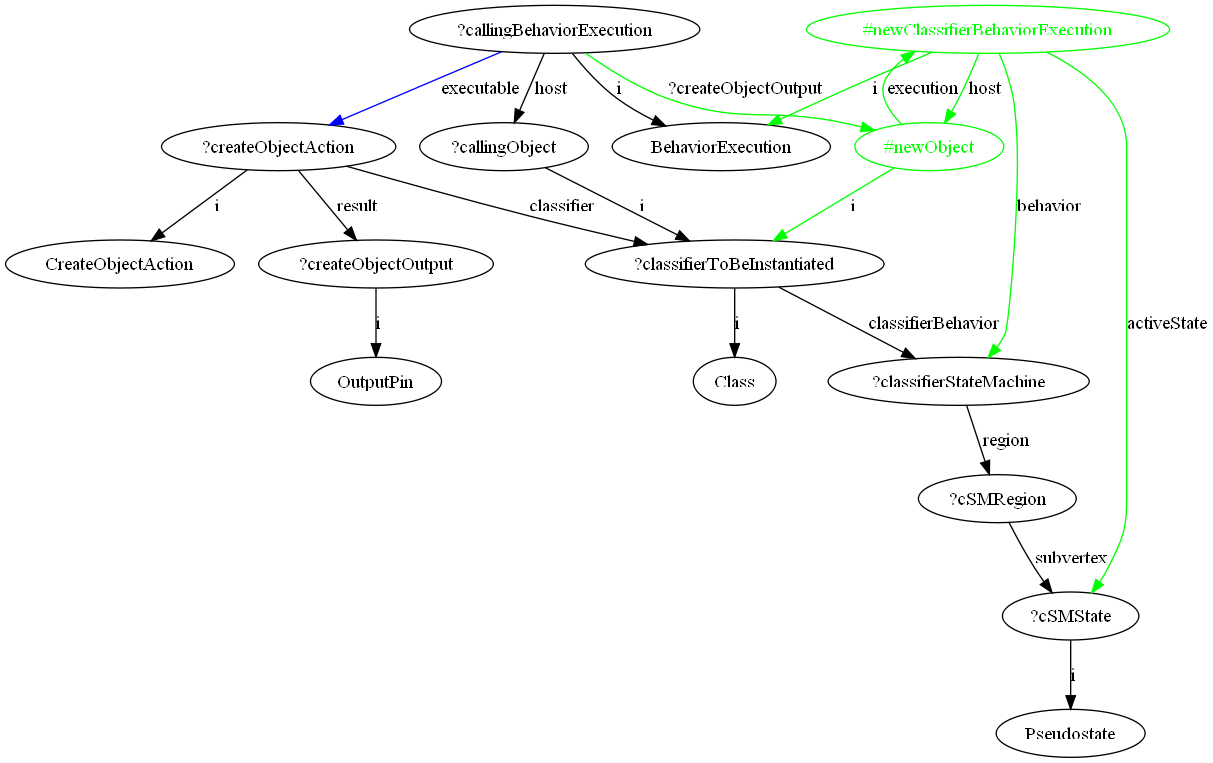 ?callingBehaviorExecution
#newClassifierBehaviorExecution
executable
host
i
?createObjectOutput
i
execution
host
?createObjectAction
?callingObject
BehaviorExecution
#newObject
i
result
classifier
i
i
behavior
CreateObjectAction
?createObjectOutput
?classifierToBeInstantiated
i
i
classifierBehavior
activeState
OutputPin
Class
?classifierStateMachine
region
?cSMRegion
subvertex
?cSMState
i
Pseudostate